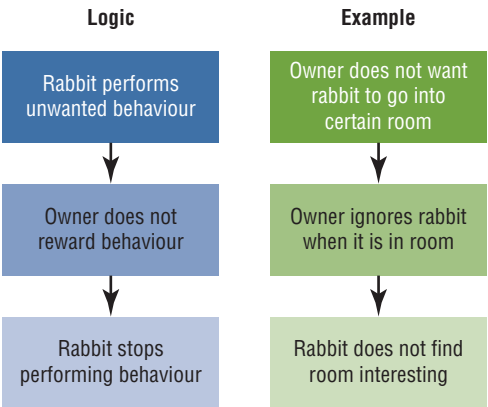 Logic
Rabbit performs
unwanted behaviour
Owner does not
reward behaviour
Rabbit stops
performing behaviour
Example
Owner does not want
rabbit to go into
certain room
Owner ignores rabbit
when it is in room
Rabbit does not find
room interesting